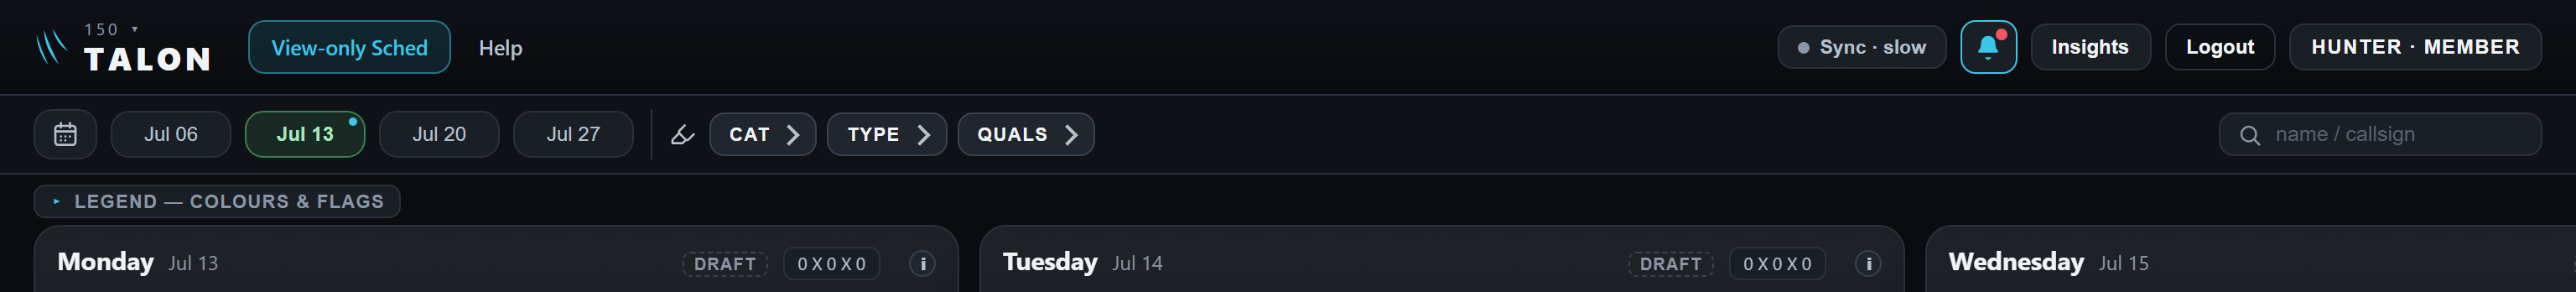 150 ▾
TALON
View-only Sched
Help
Sync · slow
Insights
Logout
HUNTER · MEMBER
Jul 06
Jul 13
Jul 20
Jul 27
CAT
TYPE
QUALS
name / callsign
▸ LEGEND — COLOURS & FLAGS
Monday Jul 13
DRAFT
0X0X0
i
Tuesday Jul 14
DRAFT
0X0X0
i
Wednesday Jul 15